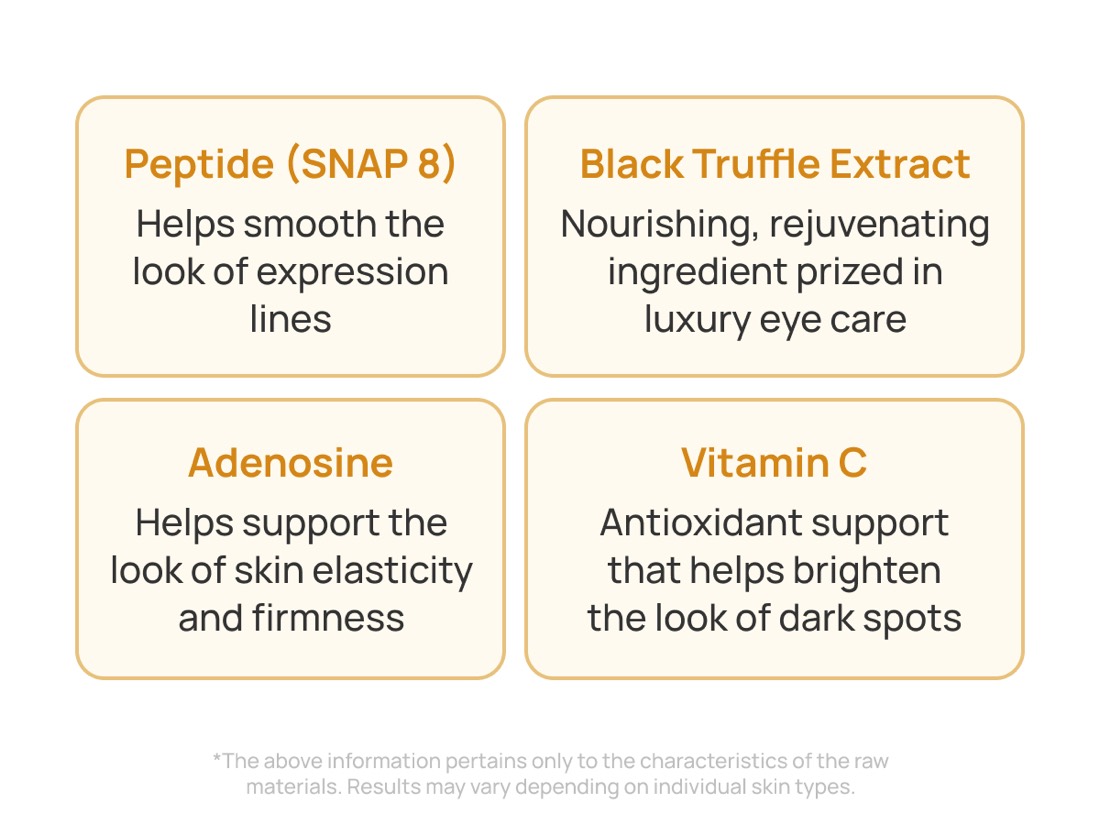 Peptide (SNAP 8)
Helps smooth the
look of expression
lines
Black Truffle Extract
Nourishing, rejuvenating
ingredient prized in
luxury eye care
Adenosine
Helps support the
look of skin elasticity
and firmness
Vitamin C
Antioxidant support
that helps brighten
the look of dark spots
*The above information pertains only to the characteristics of the raw
materials. Results may vary depending on individual skin types.